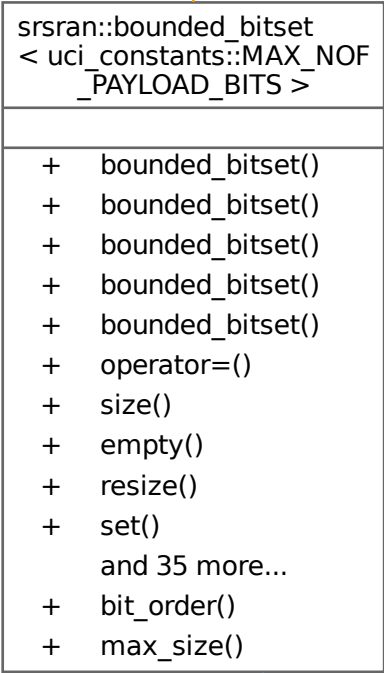 srsran::bounded_bitset
< uci_constants::MAX_NOF
_PAYLOAD_BITS >
+ bounded_bitset()
+ bounded_bitset()
+ bounded_bitset()
+ bounded_bitset()
+ bounded_bitset()
+ operator=()
+ size()
+ empty()
+ resize()
+ set()
and 35 more...
+ bit_order()
+ max_size()